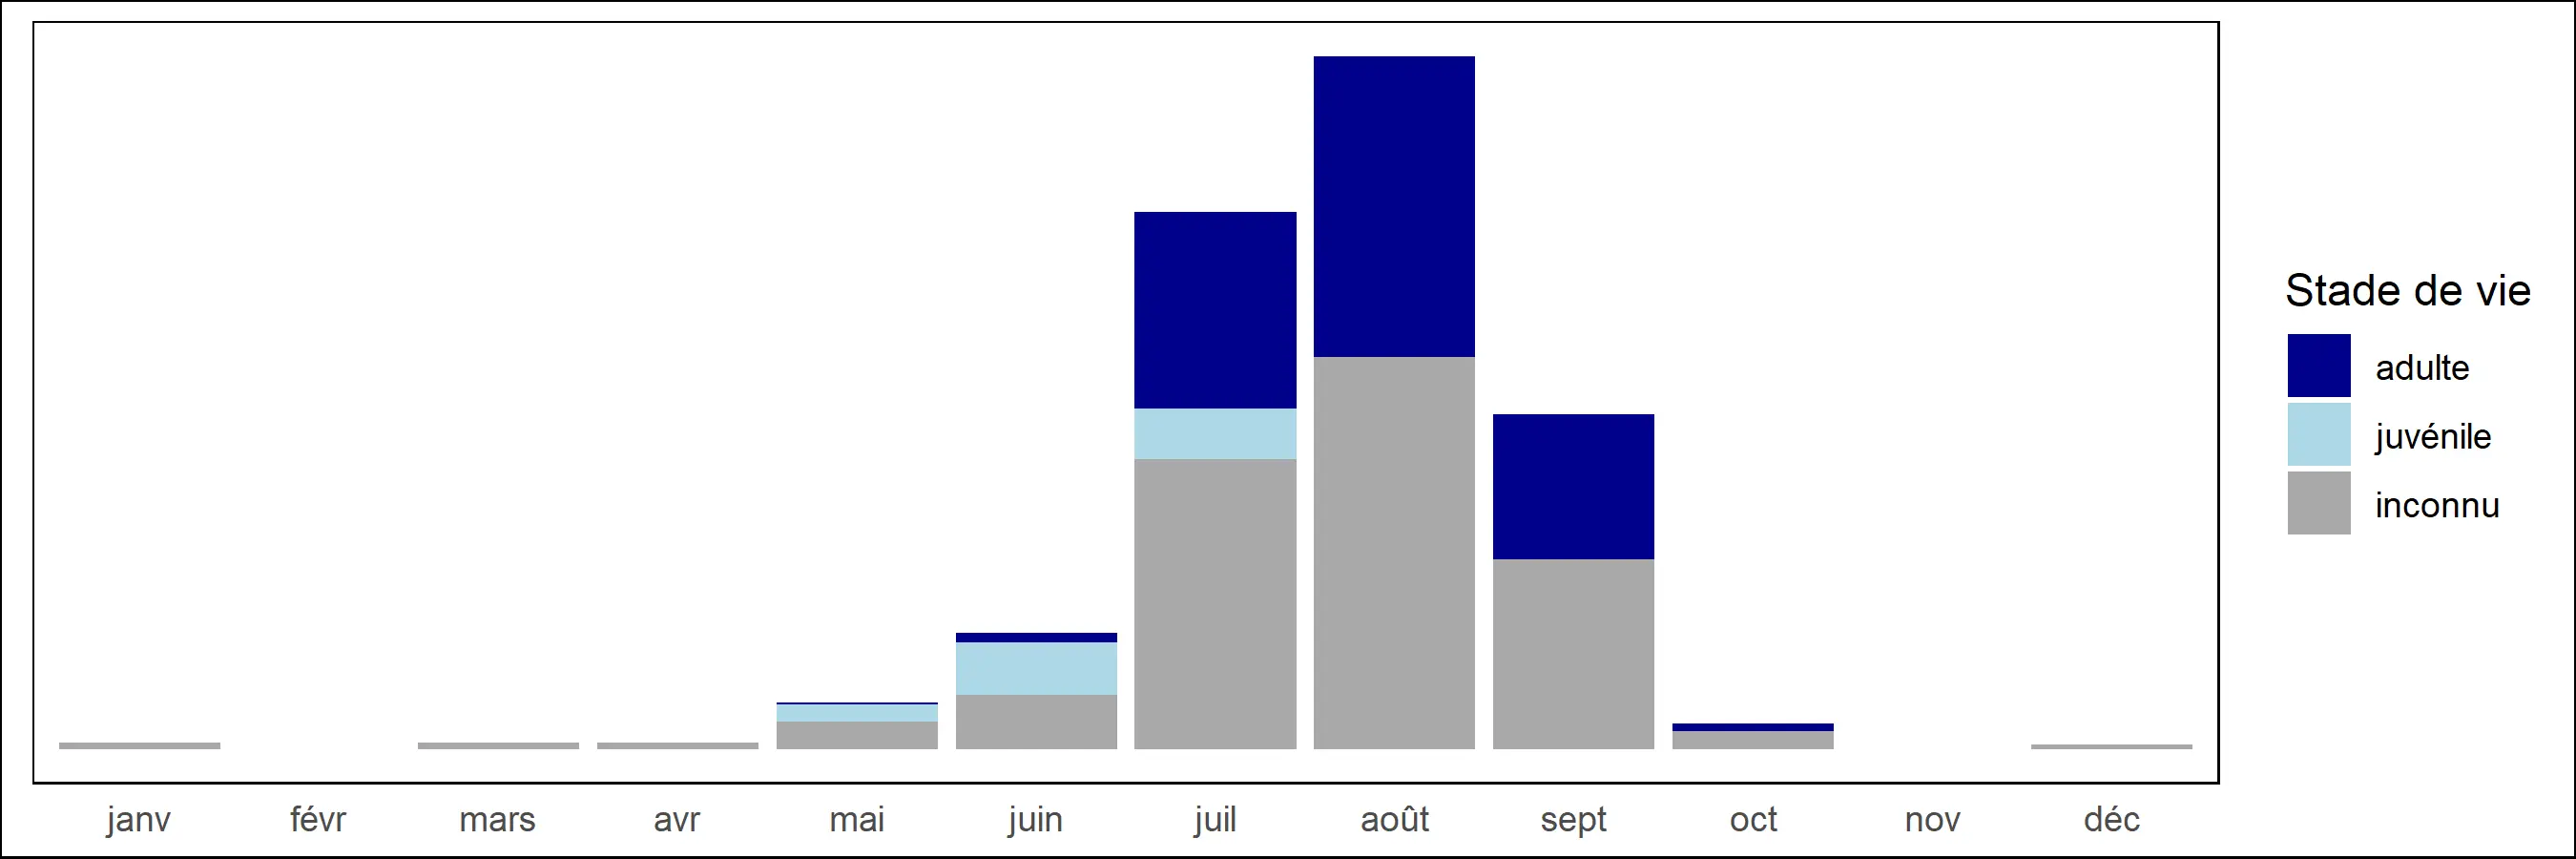 Stade de vie
adulte
juvénile
inconnu
janv févr mars avr mai juin juil août sept oct nov déc